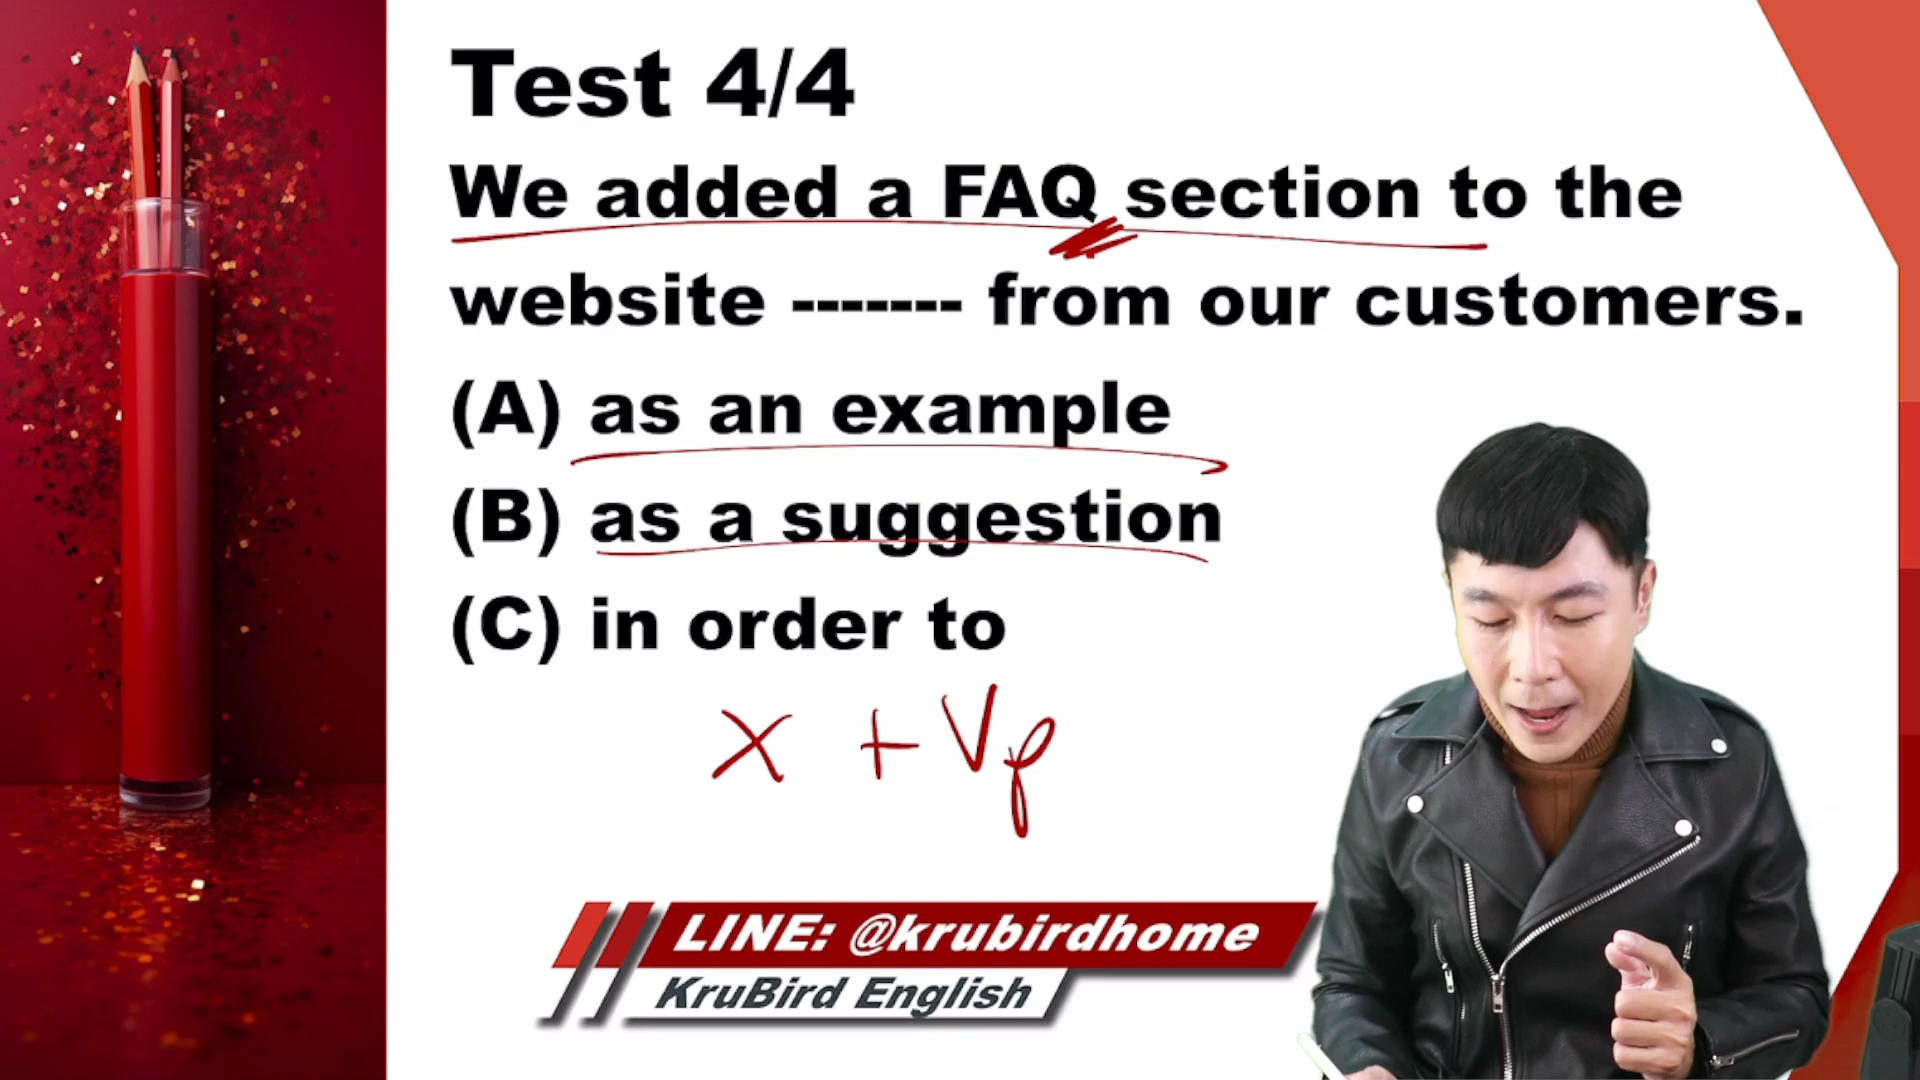 Test 4/4
We added a FAQ section to the
website ------- from our customers.
(A) as an example
(B) as a suggestion
(C) in order to
x + Vφ
LINE: @krubirdhome
KruBird English